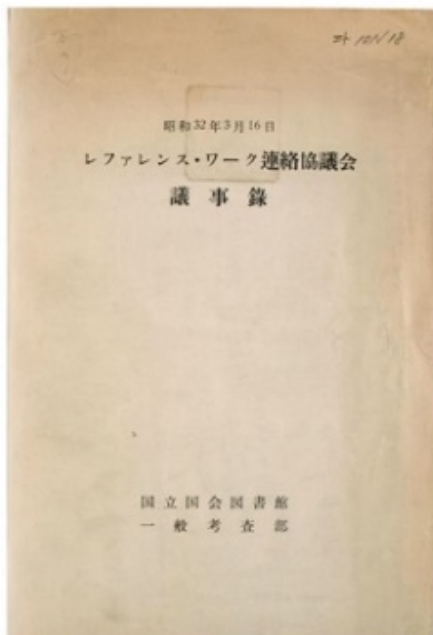 昭和32年3月16日
レファレンス・ワーク連絡協議会
議事錄
国立国会図書館
一般考査部